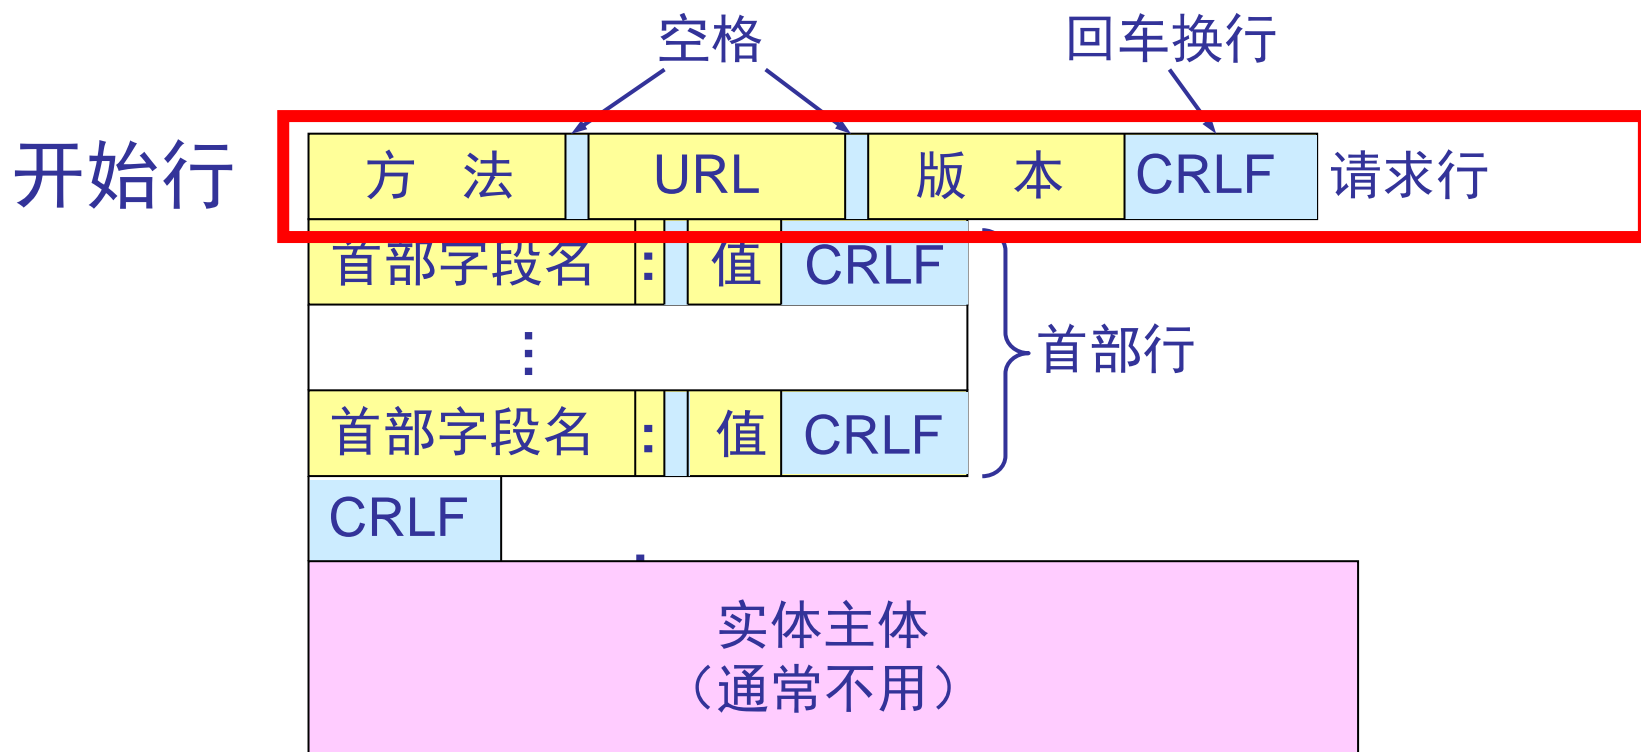 空格 回车换行
开始行 方 法 URL 版 本 CRLF 请求行
首部字段名 : 值 CRLF
⋮ 首部行
首部字段名 : 值 CRLF
CRLF
实体主体
（通常不用）